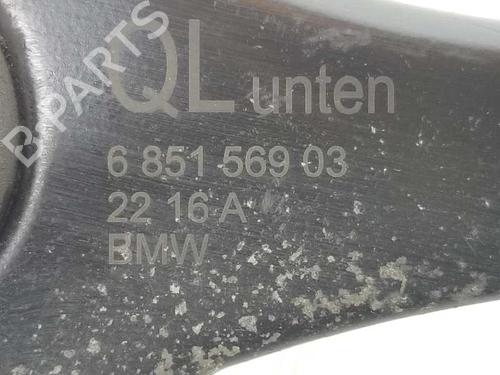 B-PARTS
QL unten
6 851 569 03
22 16 A
BMW